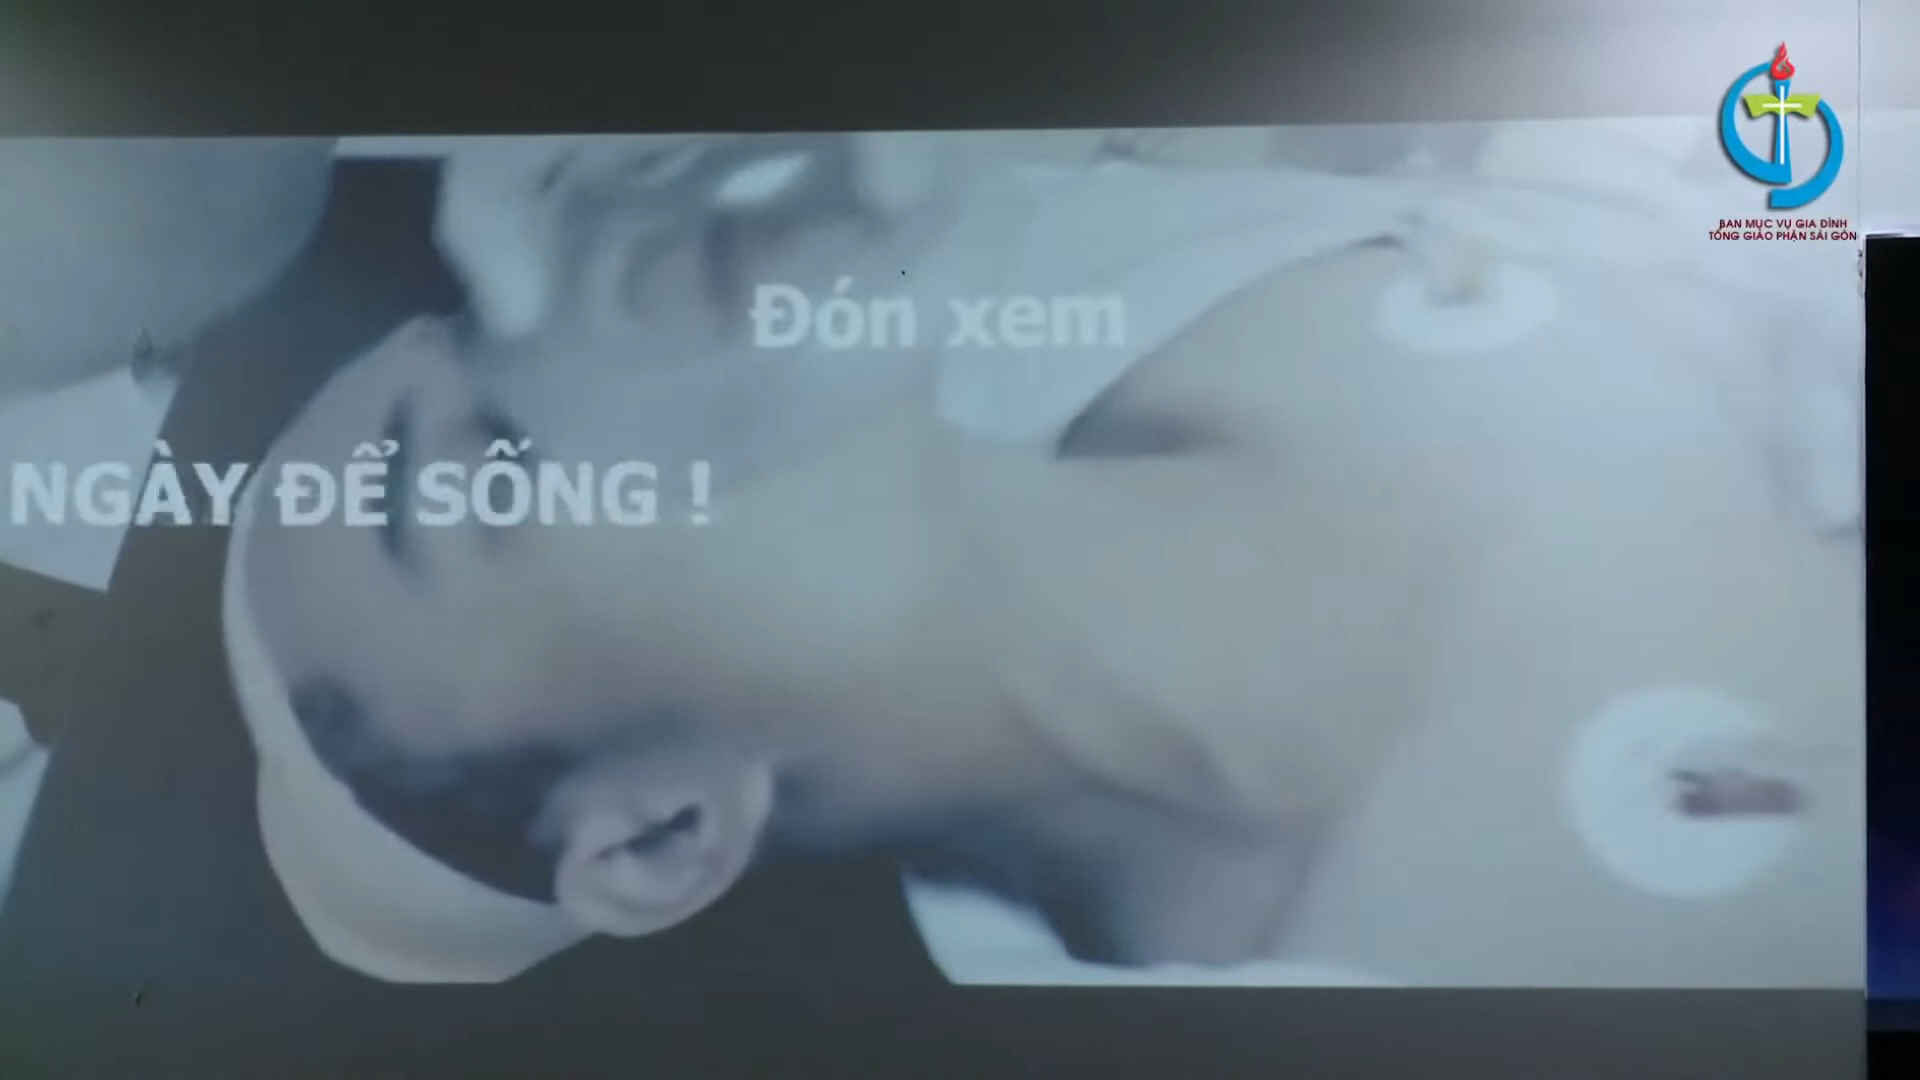 Đón xem
NGÀY ĐỂ SỐNG !
BAN MỤC VỤ GIA ĐÌNH
TỔNG GIÁO PHẬN SÀI GÒN